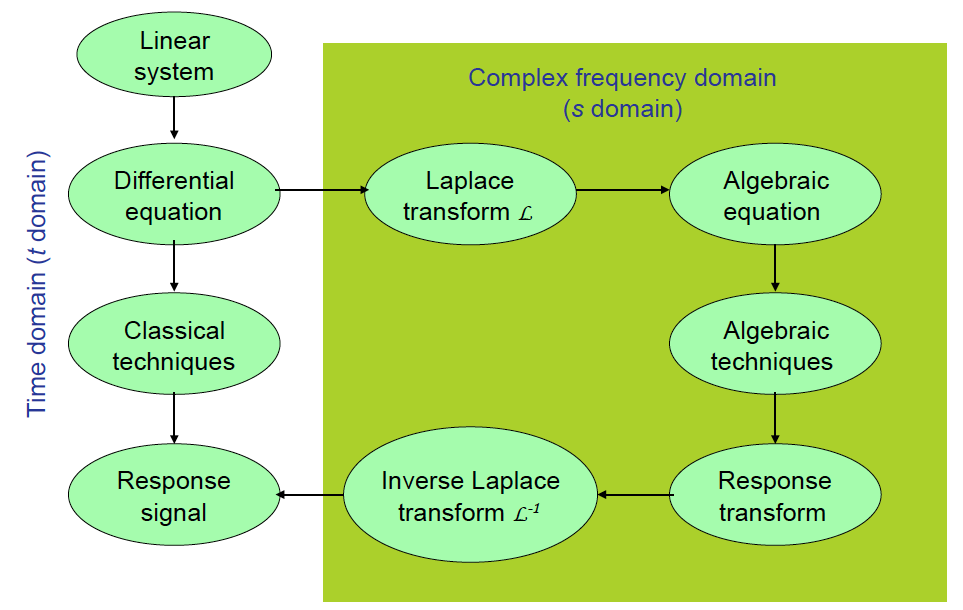 Linear
system
Complex frequency domain
(s domain)
Time domain (t domain)
Differential
equation
Laplace
transform ℒ
Algebraic
equation
Classical
techniques
Algebraic
techniques
Response
signal
Inverse Laplace
transform ℒ⁻¹
Response
transform